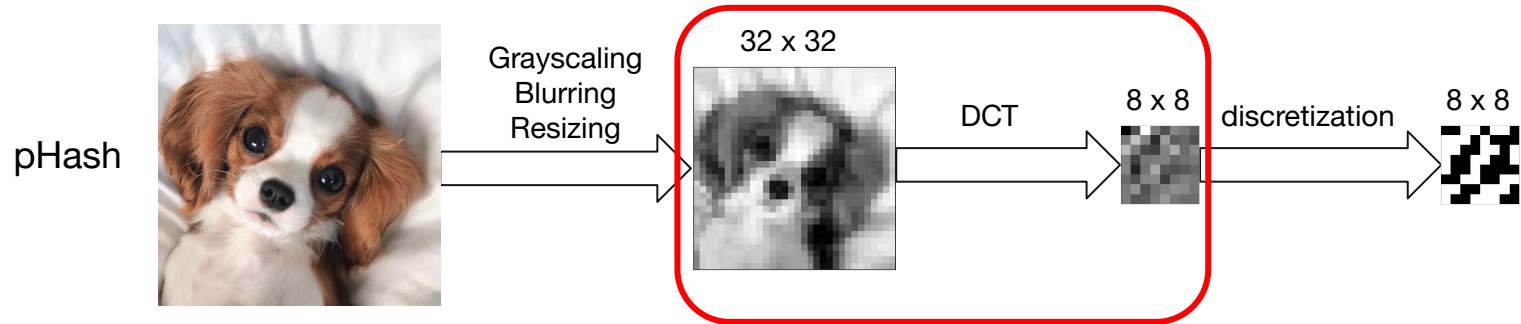 pHash
Grayscaling
Blurring
Resizing
32 x 32
DCT
8 x 8
discretization
8 x 8